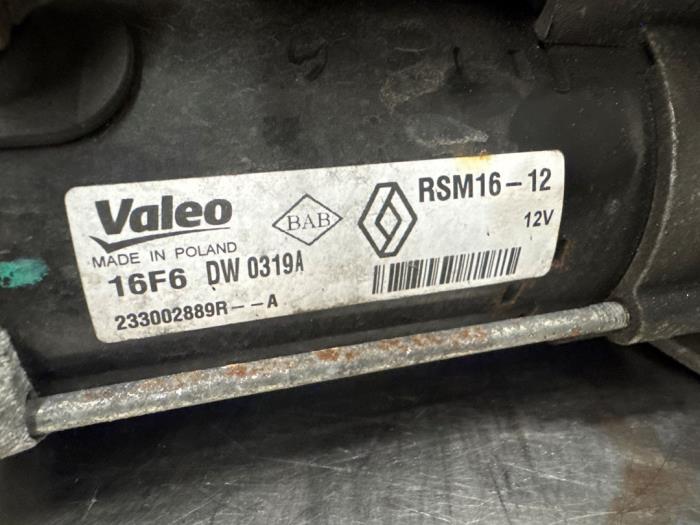 Valeo
MADE IN POLAND
16F6 DW 0319A
233002889R--A
BAB
RSM16-12
12V